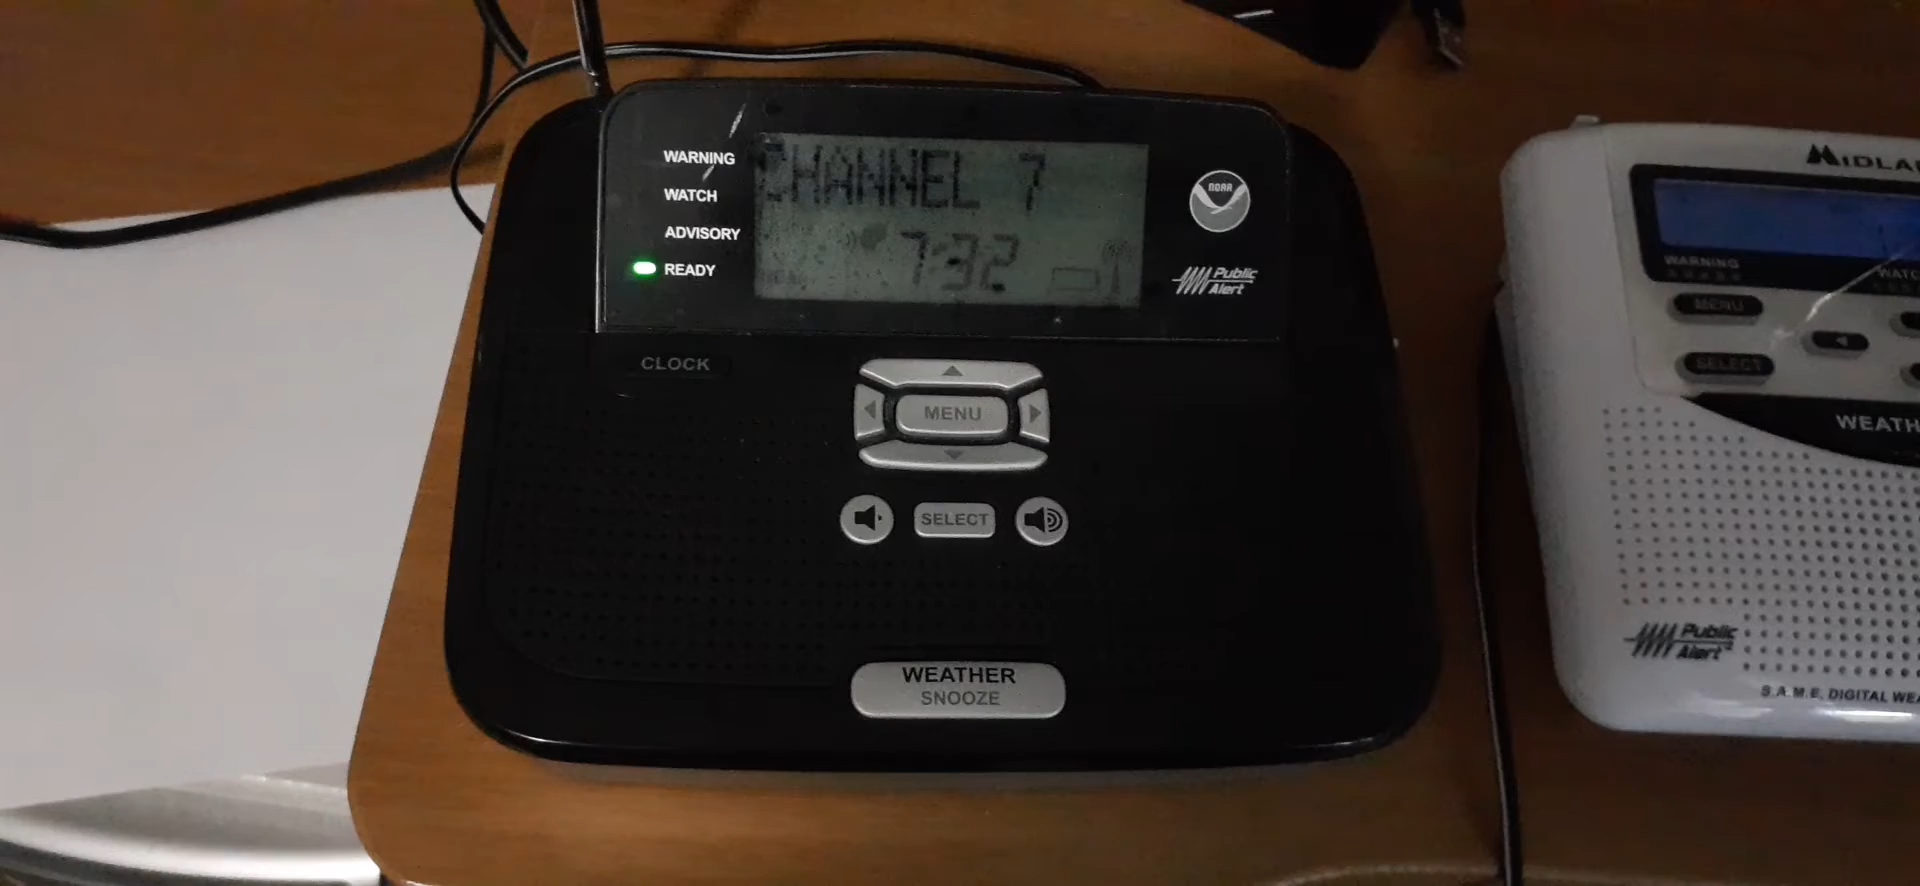 WARNING
WATCH
ADVISORY
READY
CHANNEL 7
7:32
NOAA
Public
Alert
CLOCK
MENU
SELECT
WEATHER
SNOOZE
MIDLA
WARNING
WATC
MENU
SELECT
WEATH
Public
Alert
S.A.M.E. DIGITAL WEA